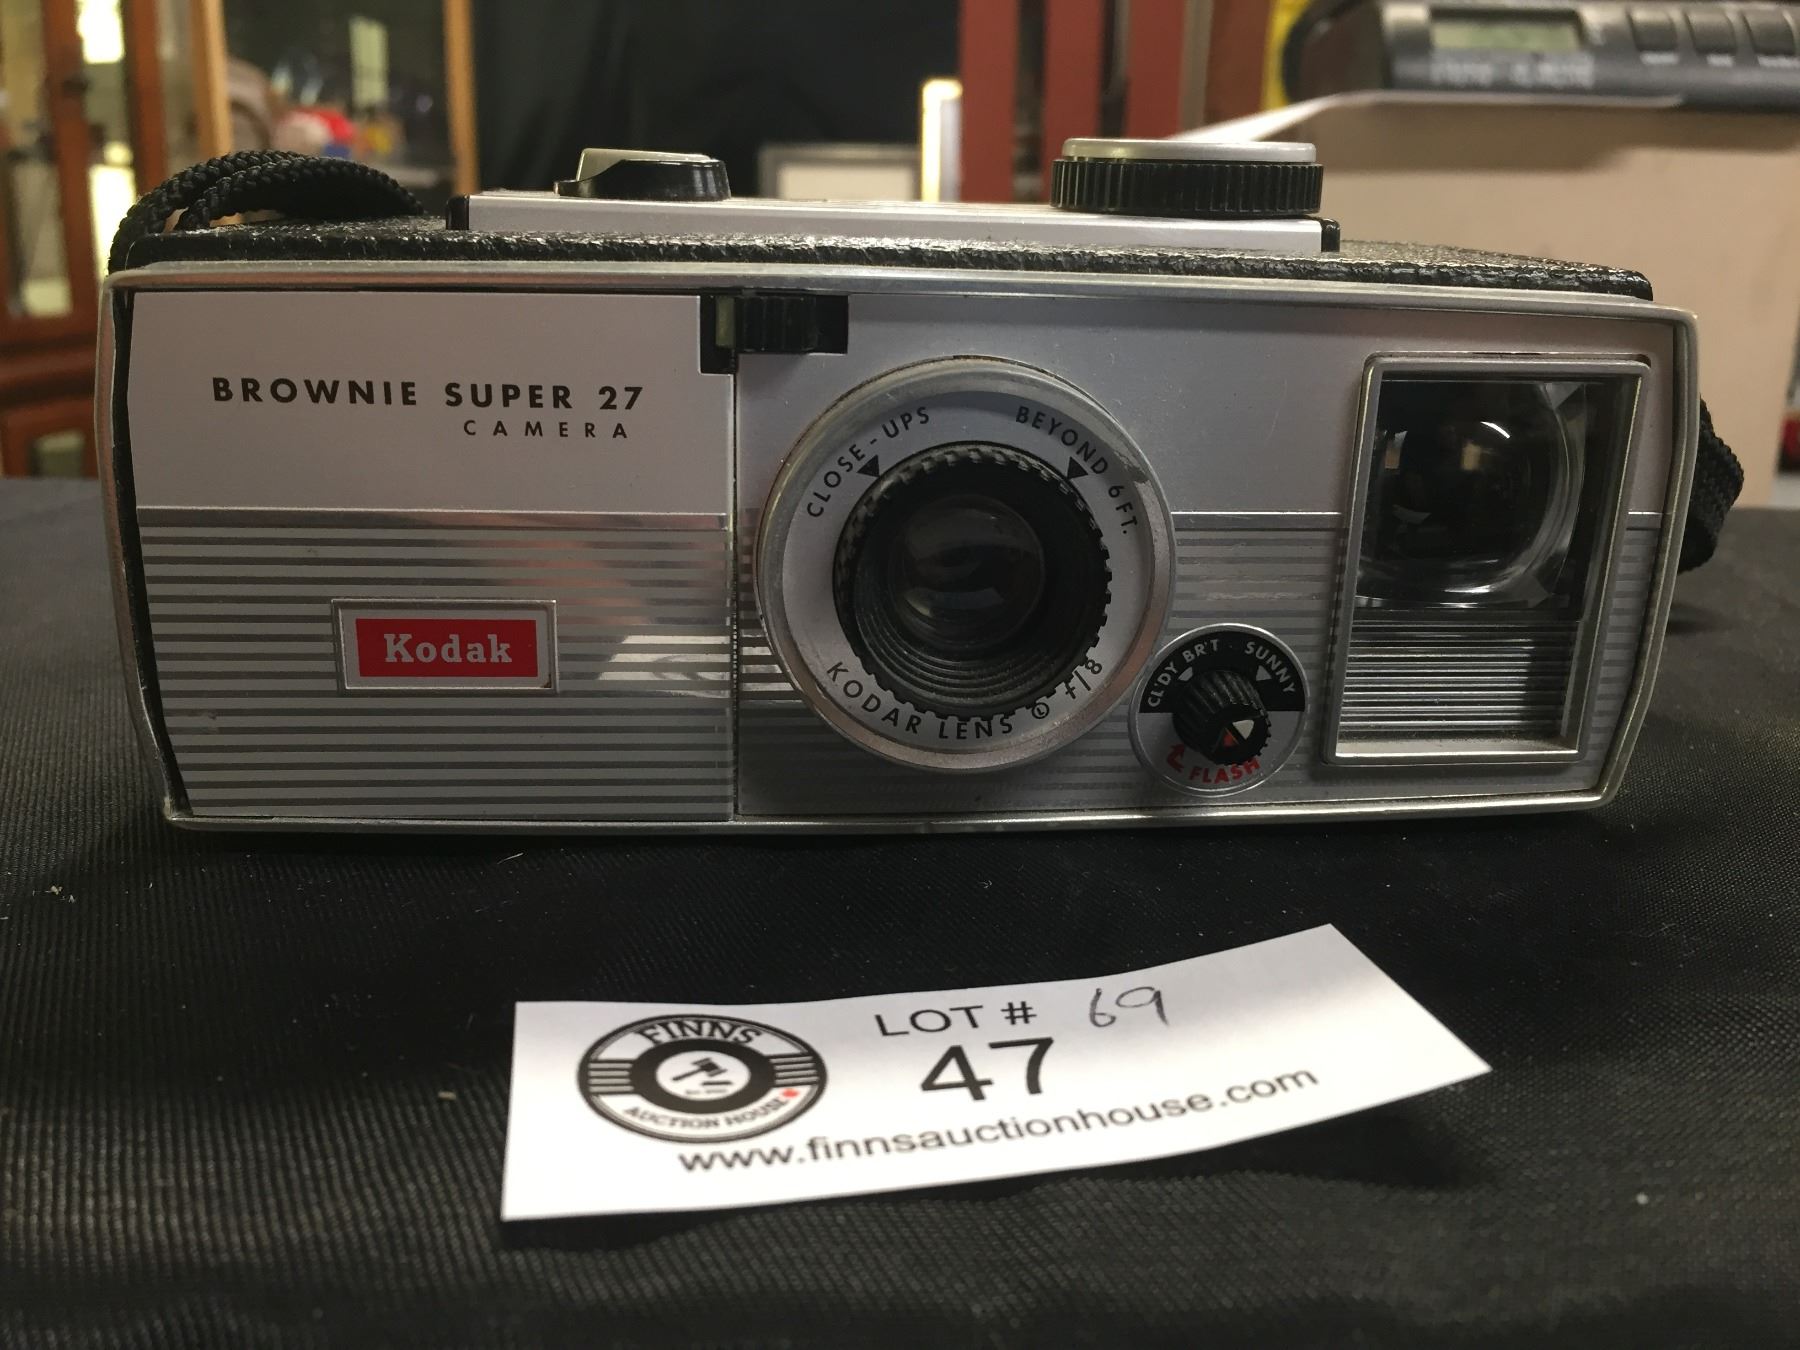 BROWNIE SUPER 27
CAMERA
Kodak
CLOSE-UPS
BEYOND 6 FT.
KODAR LENS Ⓛ f/8
CL'DY BR'T SUNNY
FLASH
FINNS
AUCTION HOUSE
LOT # 69
47
www.finnsauctionhouse.com